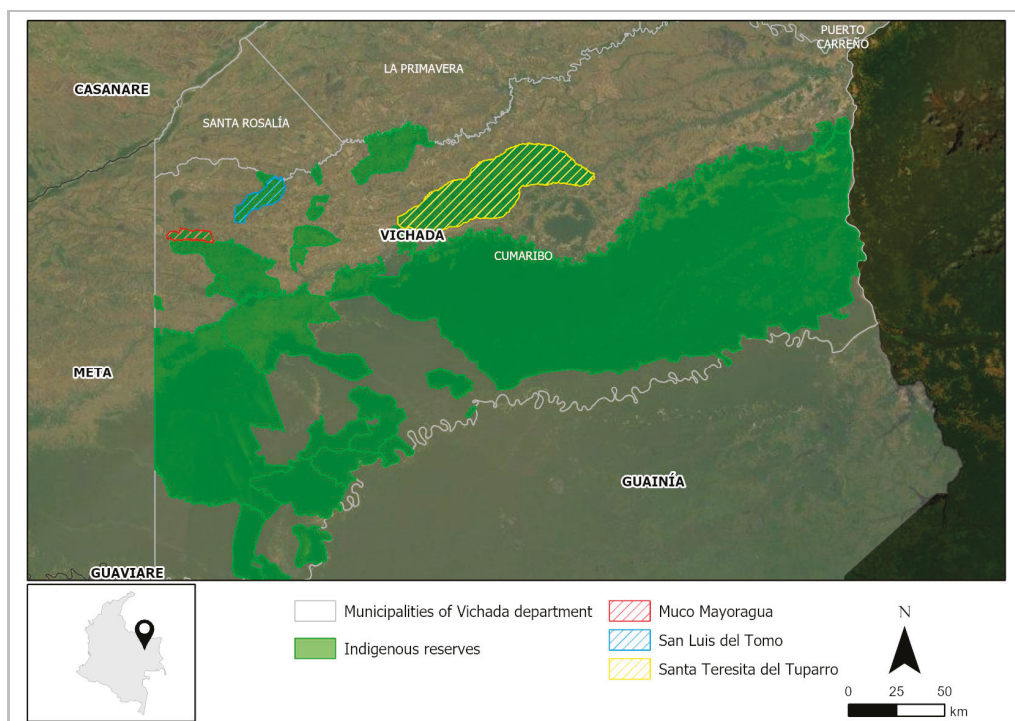 PUERTO
CARREÑO
LA PRIMAVERA
CASANARE
SANTA ROSALÍA
VICHADA
CUMARIBO
META
GUAINÍA
GUAVIARE
Municipalities of Vichada department
Indigenous reserves
Muco Mayoragua
San Luis del Tomo
Santa Teresita del Tuparro
N
0 25 50
km